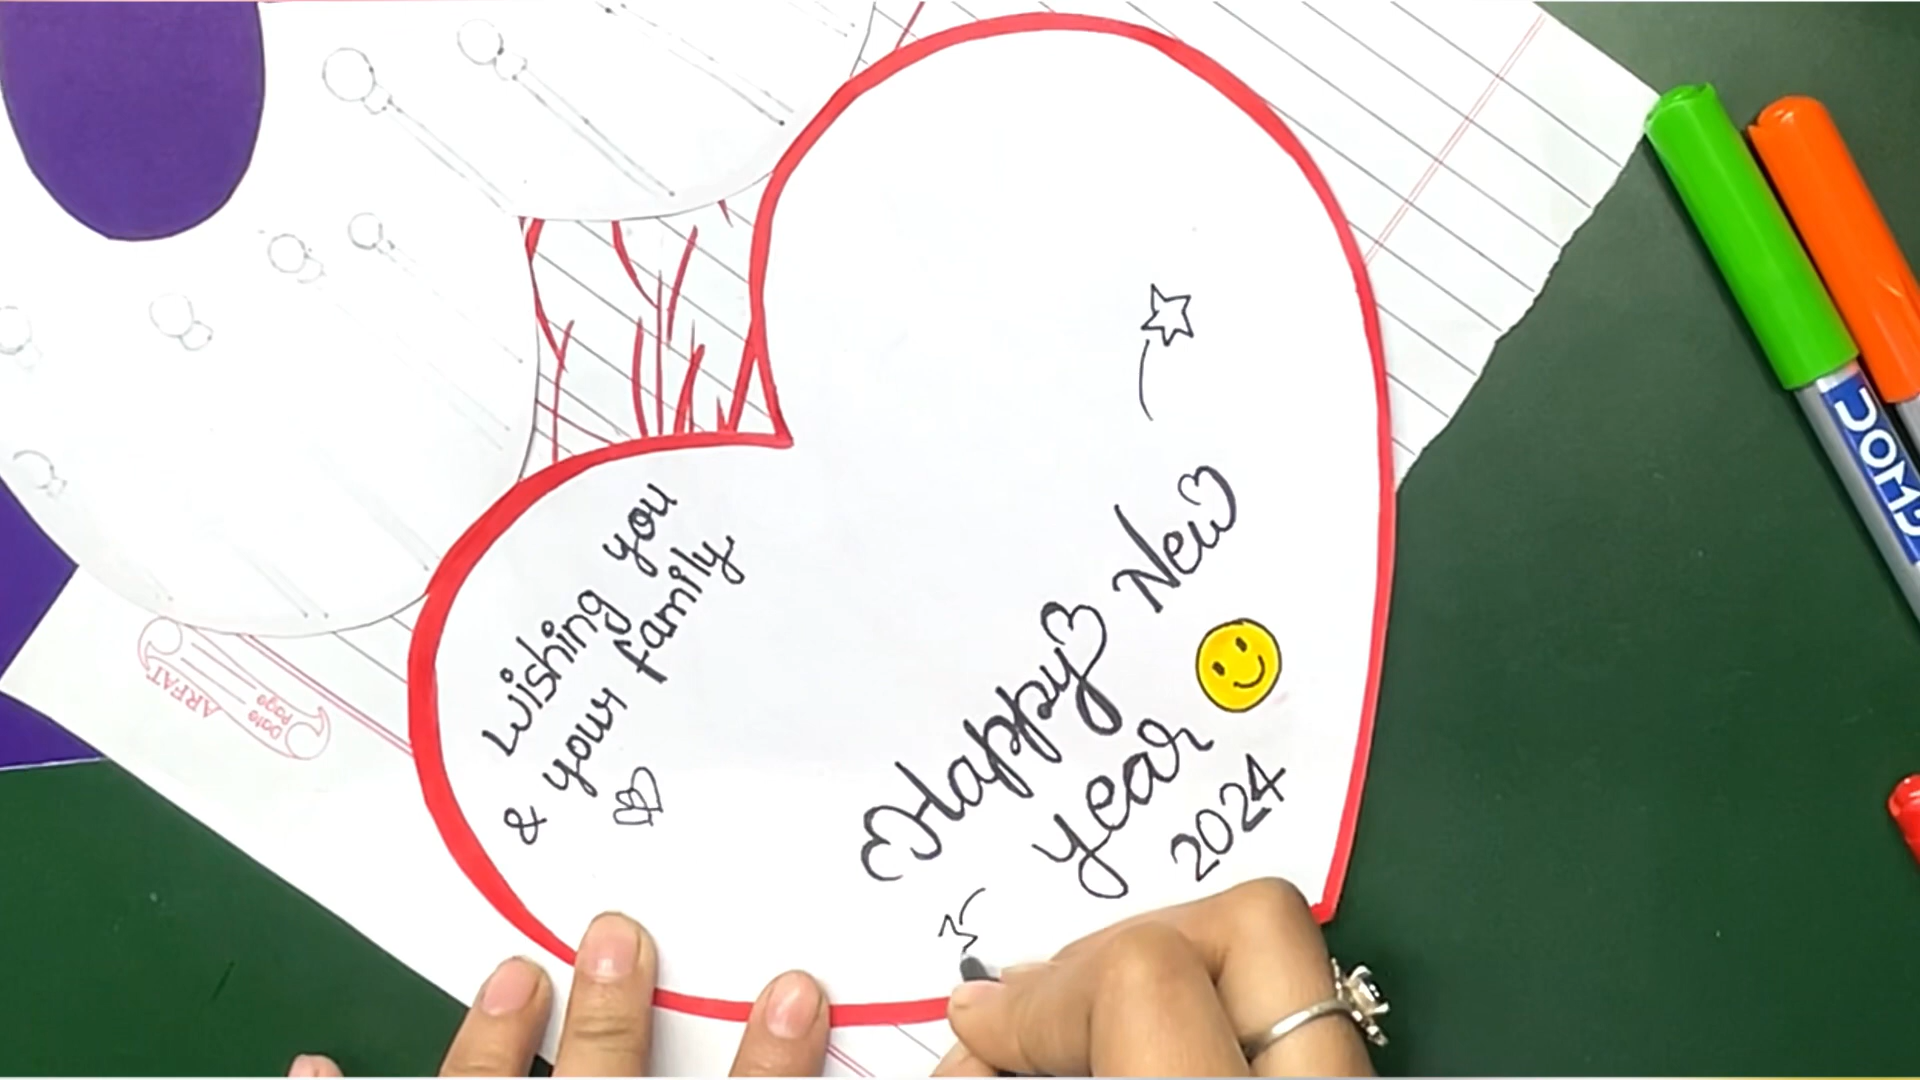 Wishing you
& your family
Happy New
year
2024
DOMS
ARFAT
Date
Page